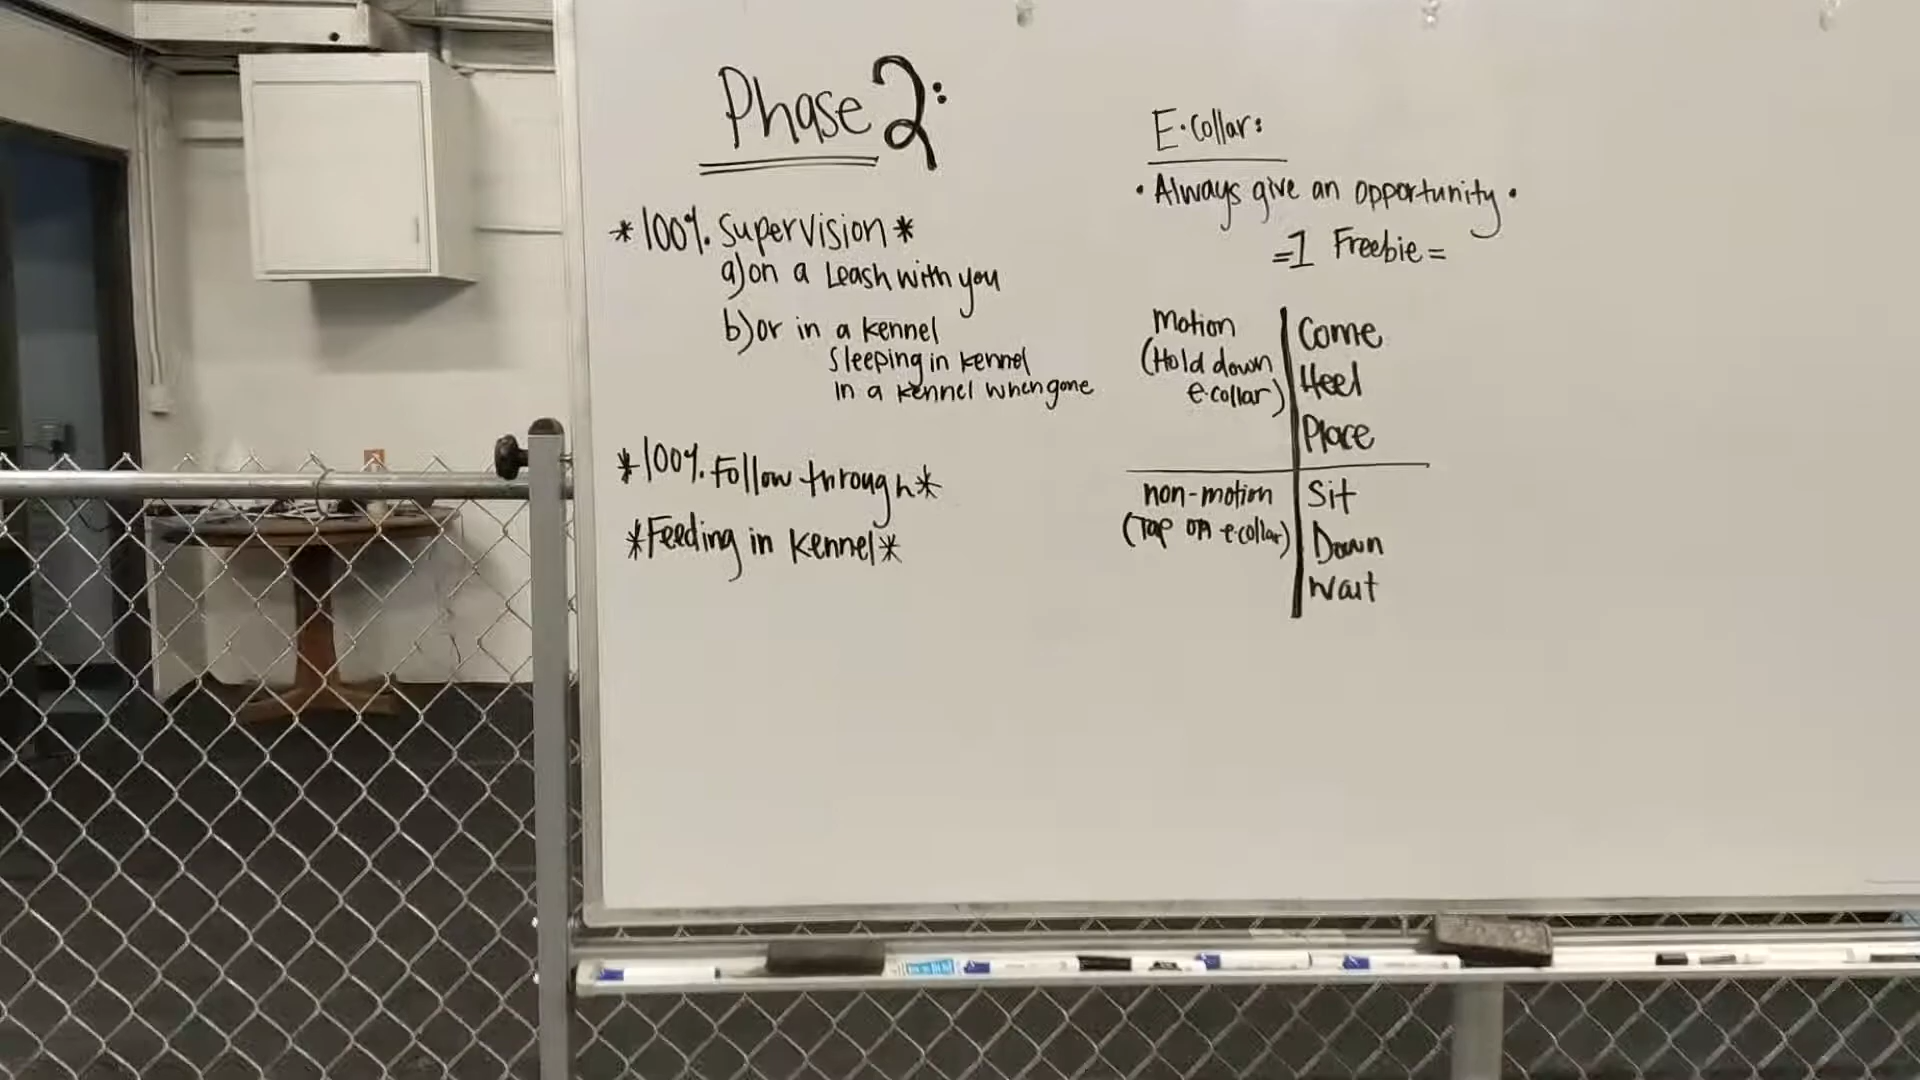 Phase 2:
*100% Supervision*
a) on a Leash with you
b) or in a kennel
Sleeping in kennel
In a kennel when gone
*100% Follow through*
*Feeding in kennel*
E-Collar:
• Always give an opportunity •
=1 Freebie=
Motion
(Hold down
e-collar)
Come
Heel
Place
non-motion
(Tap on e-collar)
Sit
Down
Wait